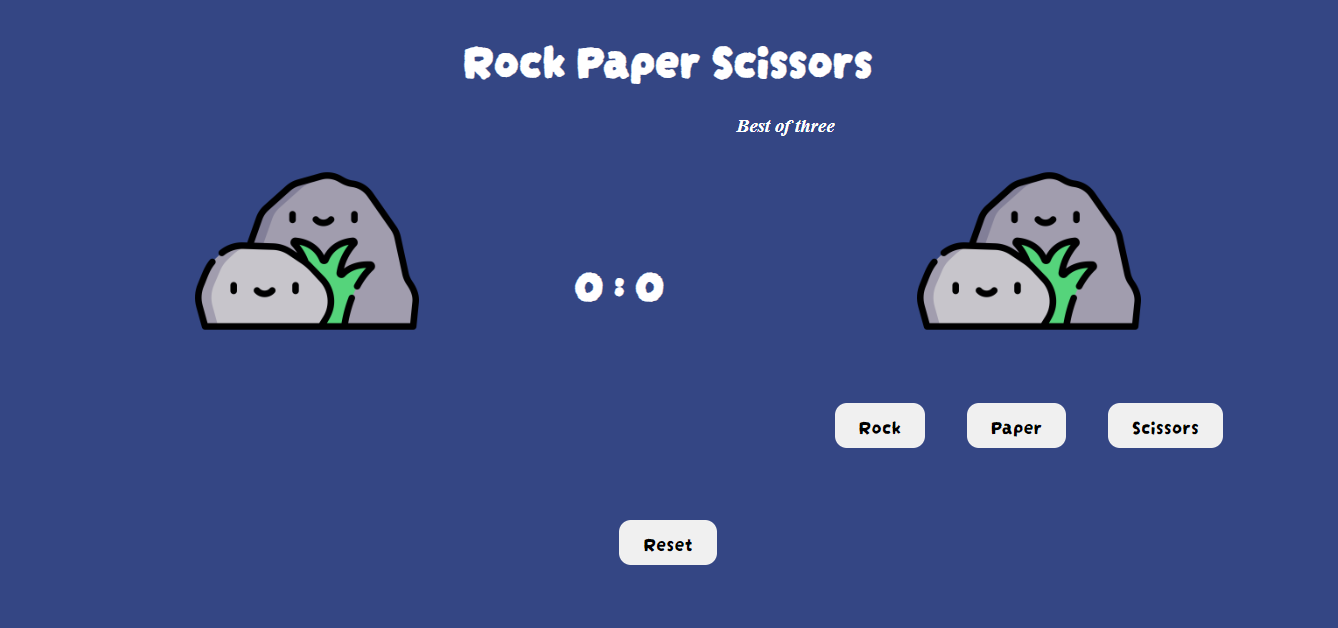 Rock Paper Scissors
Best of three
0 : 0
Rock
Paper
Scissors
Reset